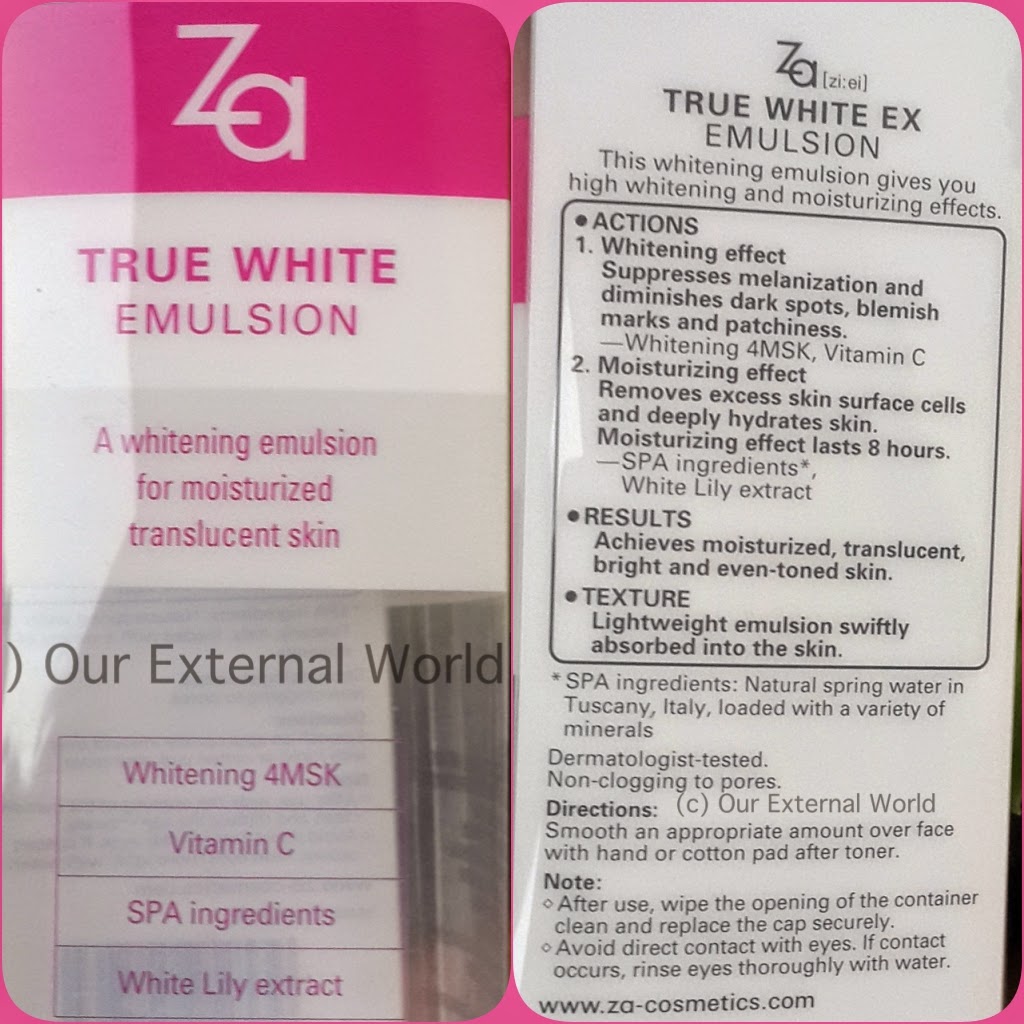 Za
TRUE WHITE
EMULSION
A whitening emulsion
for moisturized
translucent skin
) Our External World
Whitening 4MSK
Vitamin C
SPA ingredients
White Lily extract
Za [zi:ei]
TRUE WHITE EX
EMULSION
This whitening emulsion gives you
high whitening and moisturizing effects.
●ACTIONS
1. Whitening effect
Suppresses melanization and
diminishes dark spots, blemish
marks and patchiness.
—Whitening 4MSK, Vitamin C
2. Moisturizing effect
Removes excess skin surface cells
and deeply hydrates skin.
Moisturizing effect lasts 8 hours.
—SPA ingredients*,
White Lily extract
●RESULTS
Achieves moisturized, translucent,
bright and even-toned skin.
●TEXTURE
Lightweight emulsion swiftly
absorbed into the skin.
*SPA ingredients: Natural spring water in
Tuscany, Italy, loaded with a variety of
minerals
Dermatologist-tested.
Non-clogging to pores.
Directions: (c) Our External World
Smooth an appropriate amount over face
with hand or cotton pad after toner.
Note:
◇After use, wipe the opening of the container
clean and replace the cap securely.
◇Avoid direct contact with eyes. If contact
occurs, rinse eyes thoroughly with water.
www.za-cosmetics.com